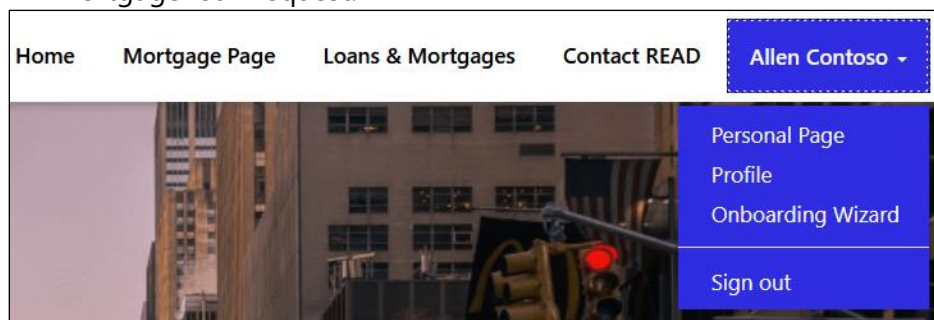 Home Mortgage Page Loans & Mortgages Contact READ Allen Contoso
Personal Page
Profile
Onboarding Wizard
Sign out